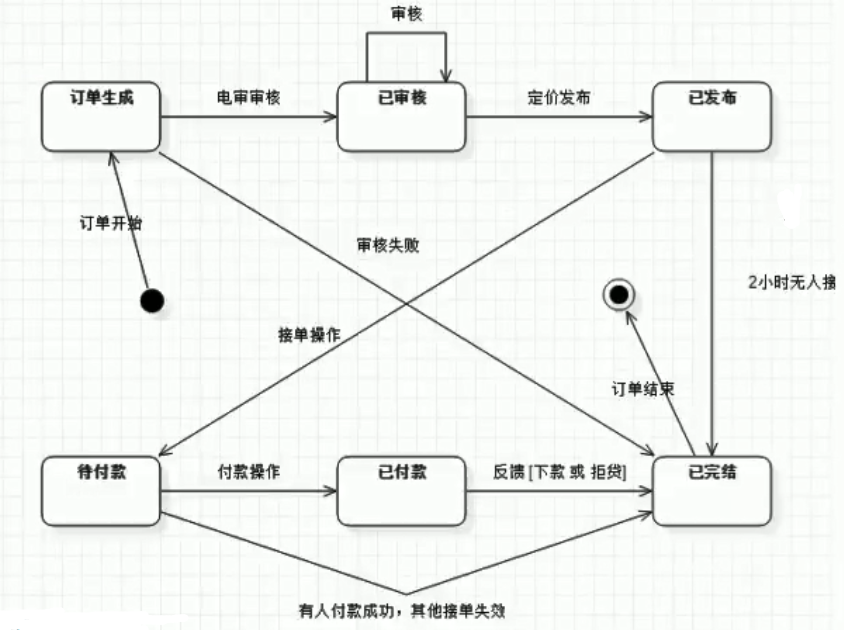 审核
订单生成
电审审核
已审核
定价发布
已发布
订单开始
审核失败
2小时无人接
接单操作
订单结束
待付款
付款操作
已付款
反馈 [下款 或 拒贷]
已完结
有人付款成功，其他接单失效